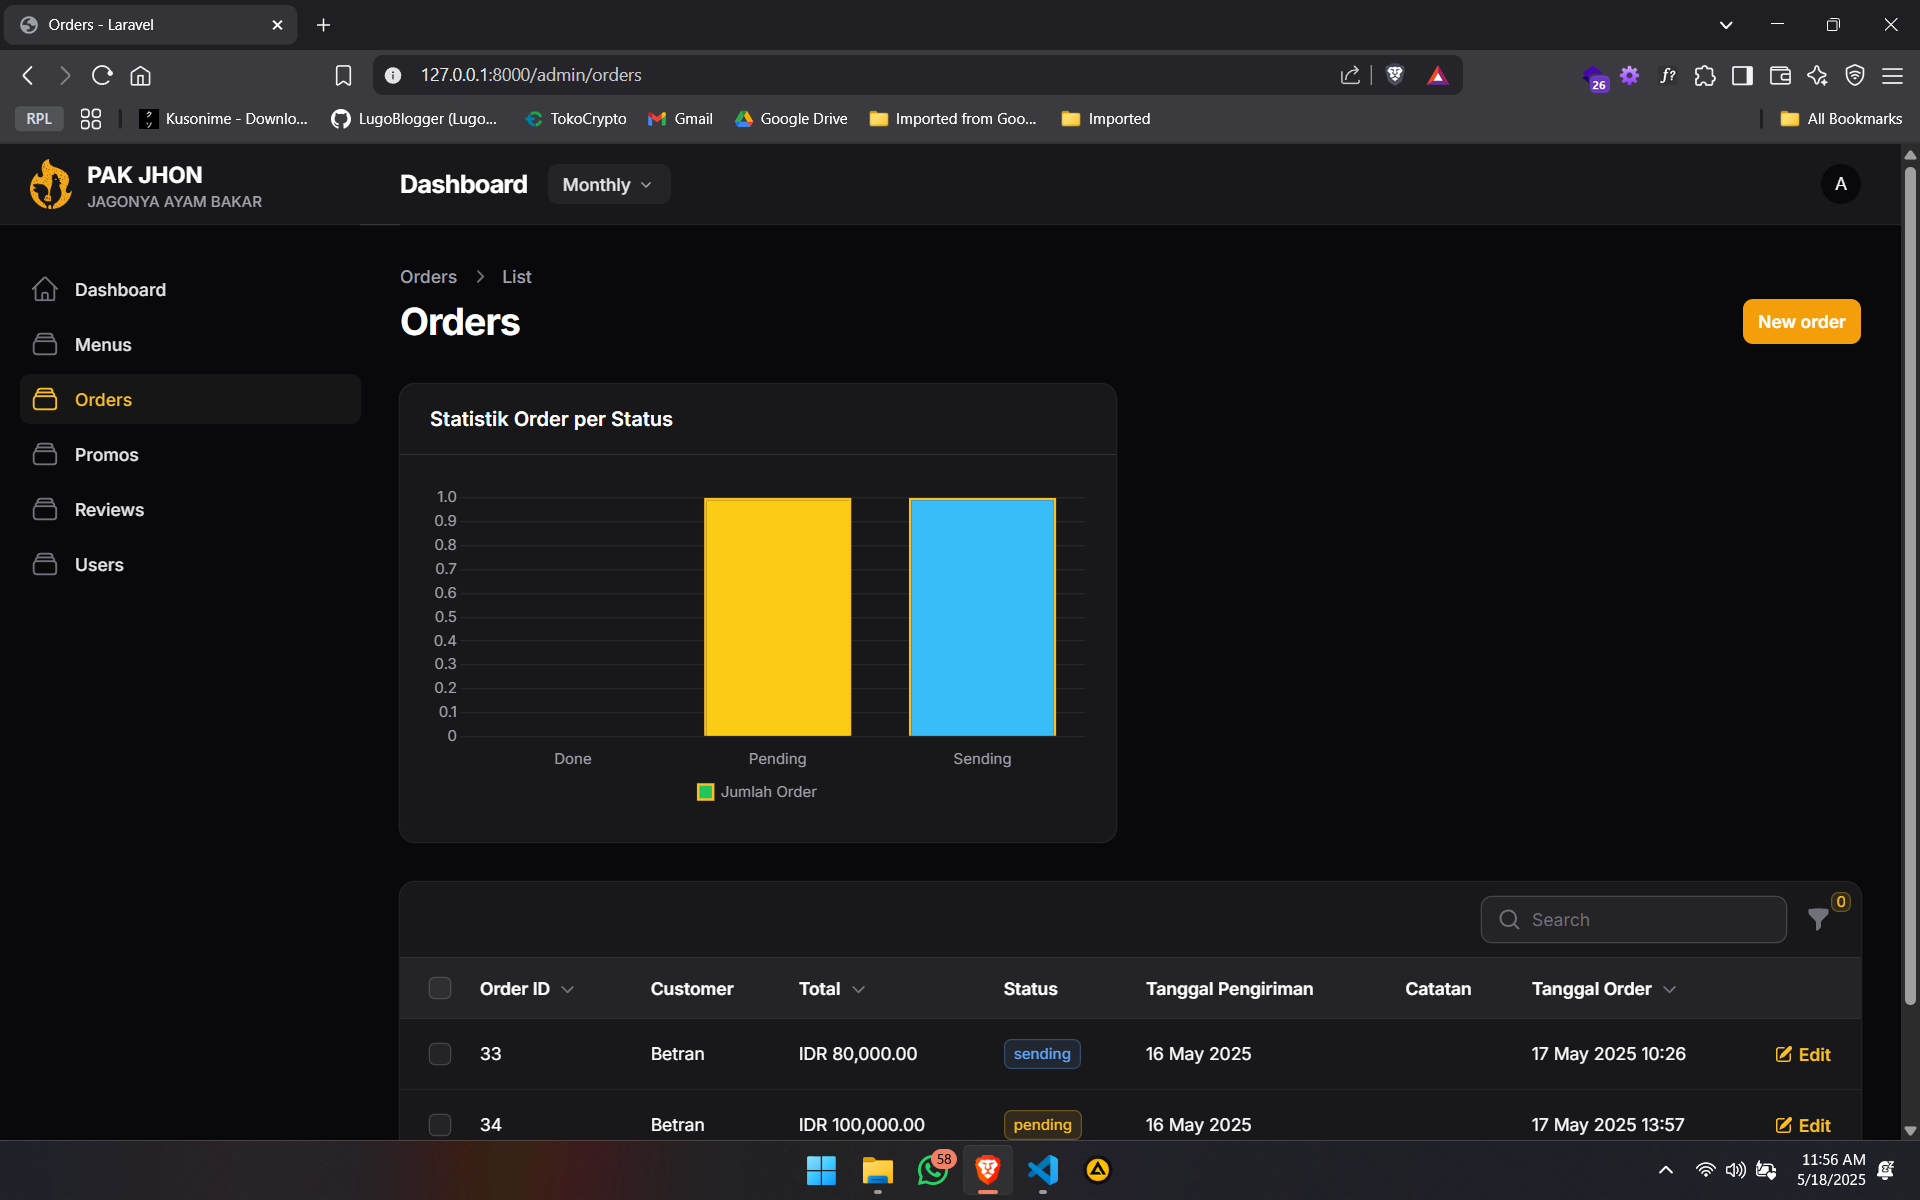 Orders - Laravel
127.0.0.1:8000/admin/orders
26
f?
RPL
Kusonime - Downlo...
LugoBlogger (Lugo...
TokoCrypto
Gmail
Google Drive
Imported from Goo...
Imported
All Bookmarks
PAK JHON
JAGONYA AYAM BAKAR
Dashboard
Monthly
A
Dashboard
Menus
Orders
Promos
Reviews
Users
Orders > List
Orders
New order
Statistik Order per Status
1.0
0.9
0.8
0.7
0.6
0.5
0.4
0.3
0.2
0.1
0
Done Pending Sending
Jumlah Order
Search
0
Order ID Customer Total Status Tanggal Pengiriman Catatan Tanggal Order
33 Betran IDR 80,000.00 sending 16 May 2025 17 May 2025 10:26 Edit
34 Betran IDR 100,000.00 pending 16 May 2025 17 May 2025 13:57 Edit
58
11:56 AM
5/18/2025